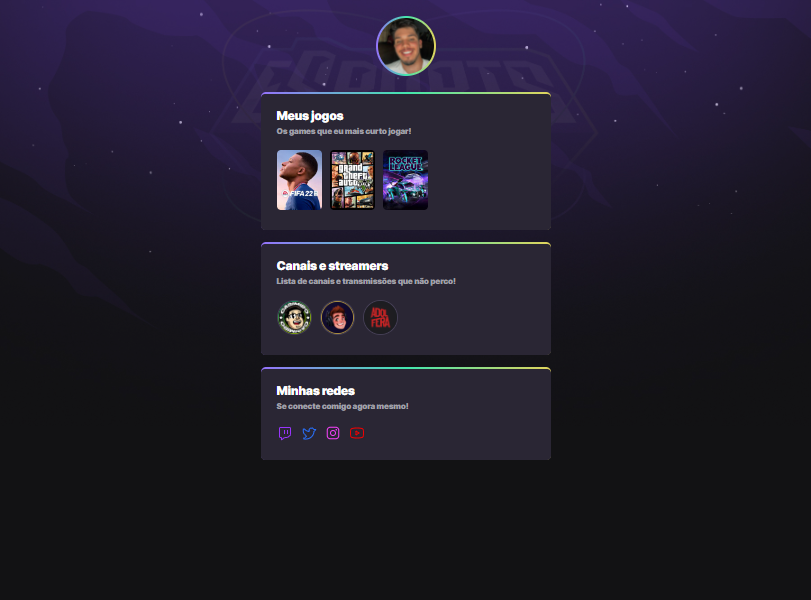 Meus jogos
Os games que eu mais curto jogar!
FIFA 22
grand
theft
auto
ROCKET
LEAGUE
Canais e streamers
Lista de canais e transmissões que não perco!
Minhas redes
Se conecte comigo agora mesmo!